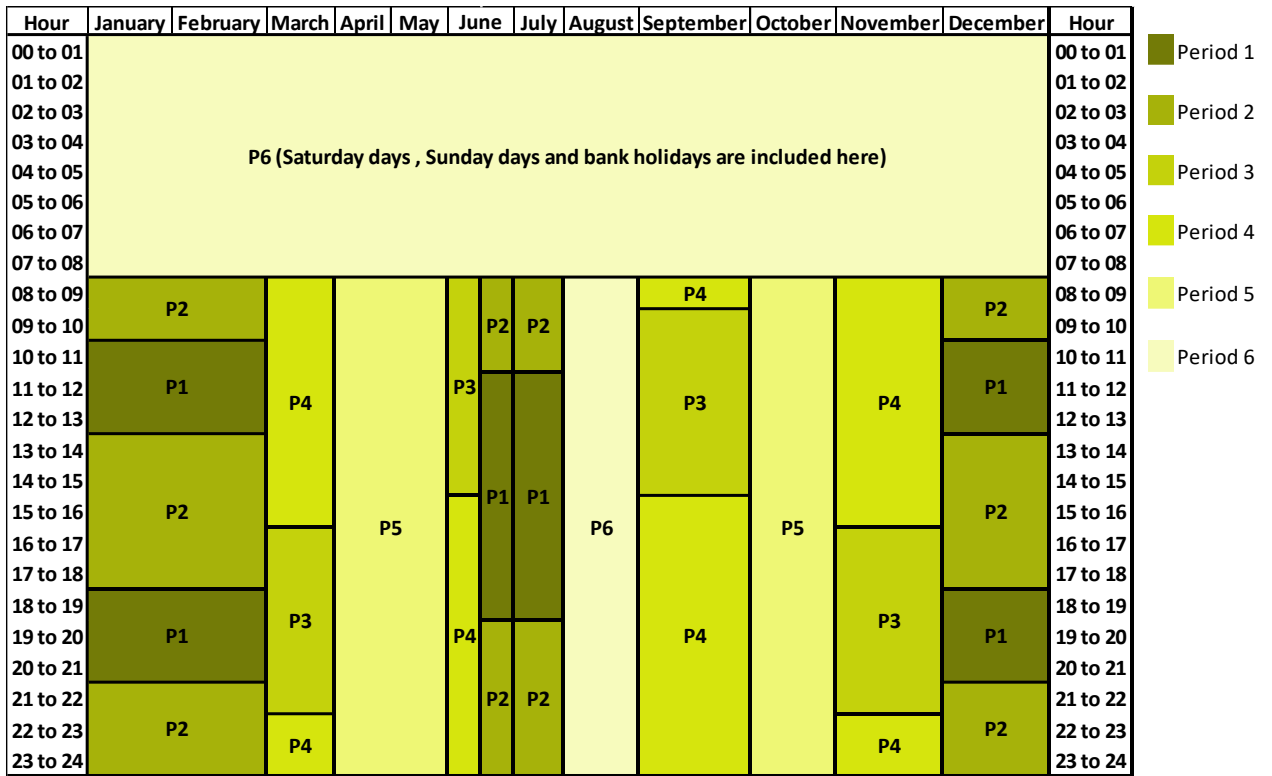 Hour January February March April May June July August September October November December Hour
00 to 01 00 to 01 Period 1
01 to 02 01 to 02
02 to 03 02 to 03 Period 2
03 to 04 03 to 04
P6 (Saturday days , Sunday days and bank holidays are included here)
04 to 05 04 to 05 Period 3
05 to 06 05 to 06
06 to 07 06 to 07 Period 4
07 to 08 07 to 08
08 to 09 P4 08 to 09 Period 5
P2 P2
09 to 10 P2 P2 09 to 10
10 to 11 10 to 11 Period 6
11 to 12 P1 P3 P1 11 to 12
P4 P3 P4
12 to 13 12 to 13
13 to 14 13 to 14
14 to 15 14 to 15
P1 P1
15 to 16 P2 P2 15 to 16
P5 P6 P5
16 to 17 16 to 17
17 to 18 17 to 18
18 to 19 18 to 19
P3 P3
19 to 20 P1 P4 P4 P1 19 to 20
20 to 21 20 to 21
21 to 22 P2 P2 21 to 22
22 to 23 P2 P2 22 to 23
P4 P4
23 to 24 23 to 24